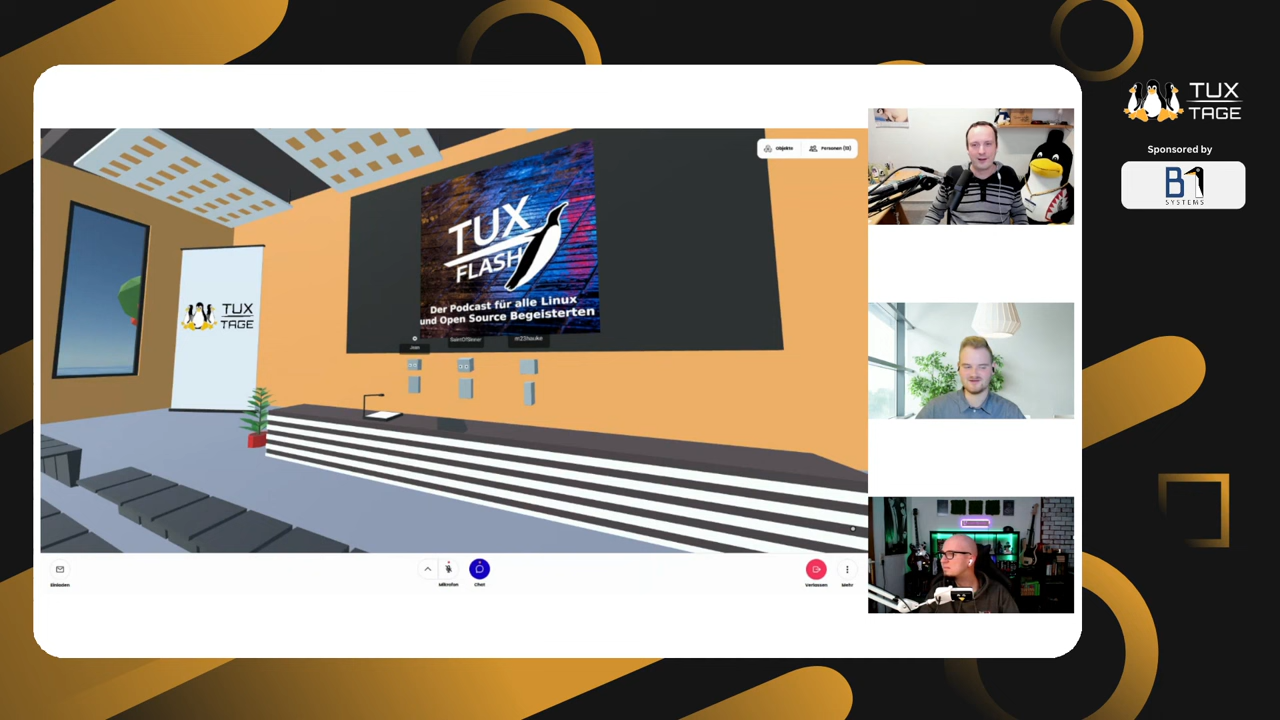 TUX
TAGE
Sponsored by
B1
SYSTEMS
Objekte
Personen (13)
TUX
FLASH
Der Podcast für alle Linux
und Open Source Begeisterten
TUX
TAGE
Joan
m23houke
Einladen
Mikrofon
Chat
Verlassen
Mehr